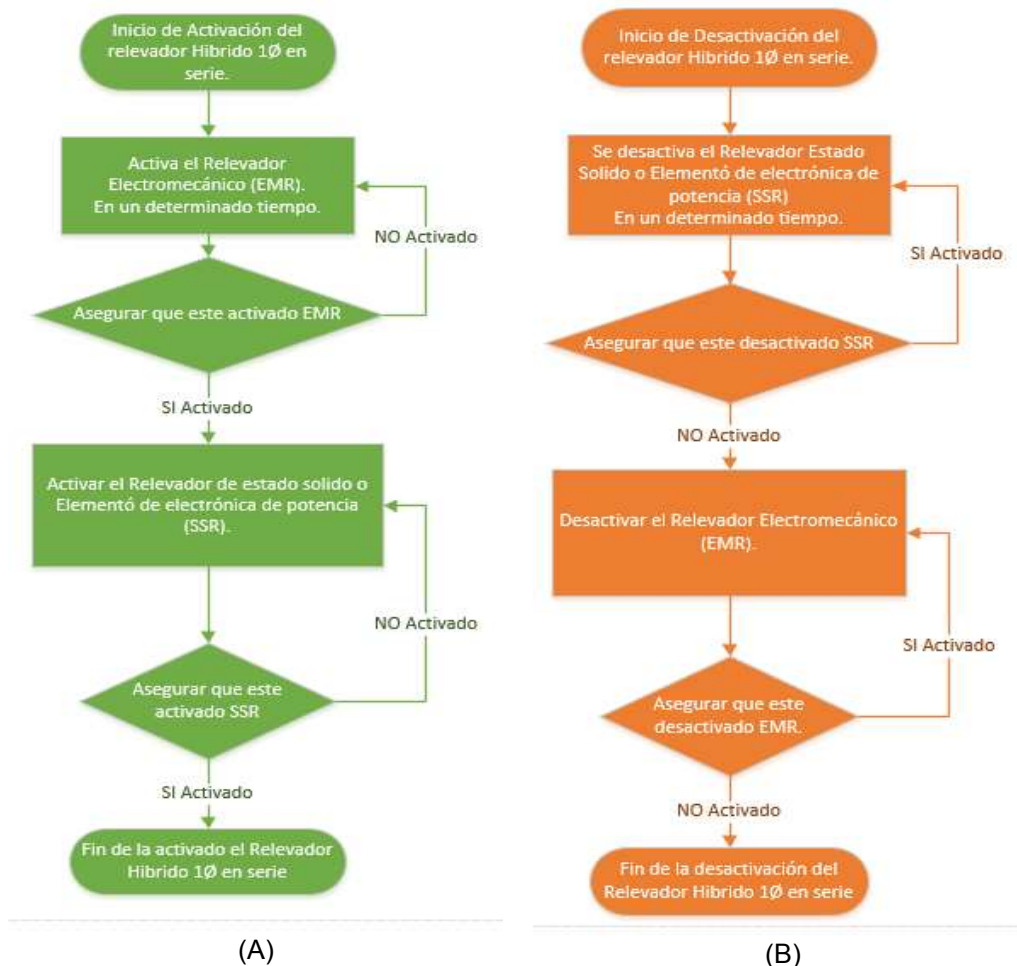 Inicio de Activación del
relevador Hibrido 1Ø en
serie.
Activa el Relevador
Electromecánico (EMR).
En un determinado tiempo.
NO Activado
Asegurar que este activado EMR
SI Activado
Activar el Relevador de estado solido o
Elementó de electrónica de potencia
(SSR).
NO Activado
Asegurar que este
activado SSR
SI Activado
Fin de la activado el Relevador
Hibrido 1Ø en serie
(A)
Inicio de Desactivación del
relevador Hibrido 1Ø en serie.
Se desactiva el Relevador Estado
Solido o Elementó de electrónica de
potencia (SSR)
En un determinado tiempo.
SI Activado
Asegurar que este desactivado SSR
NO Activado
Desactivar el Relevador Electromecánico
(EMR).
SI Activado
Asegurar que este
desactivado EMR.
NO Activado
Fin de la desactivación del
Relevador Hibrido 1Ø en serie
(B)